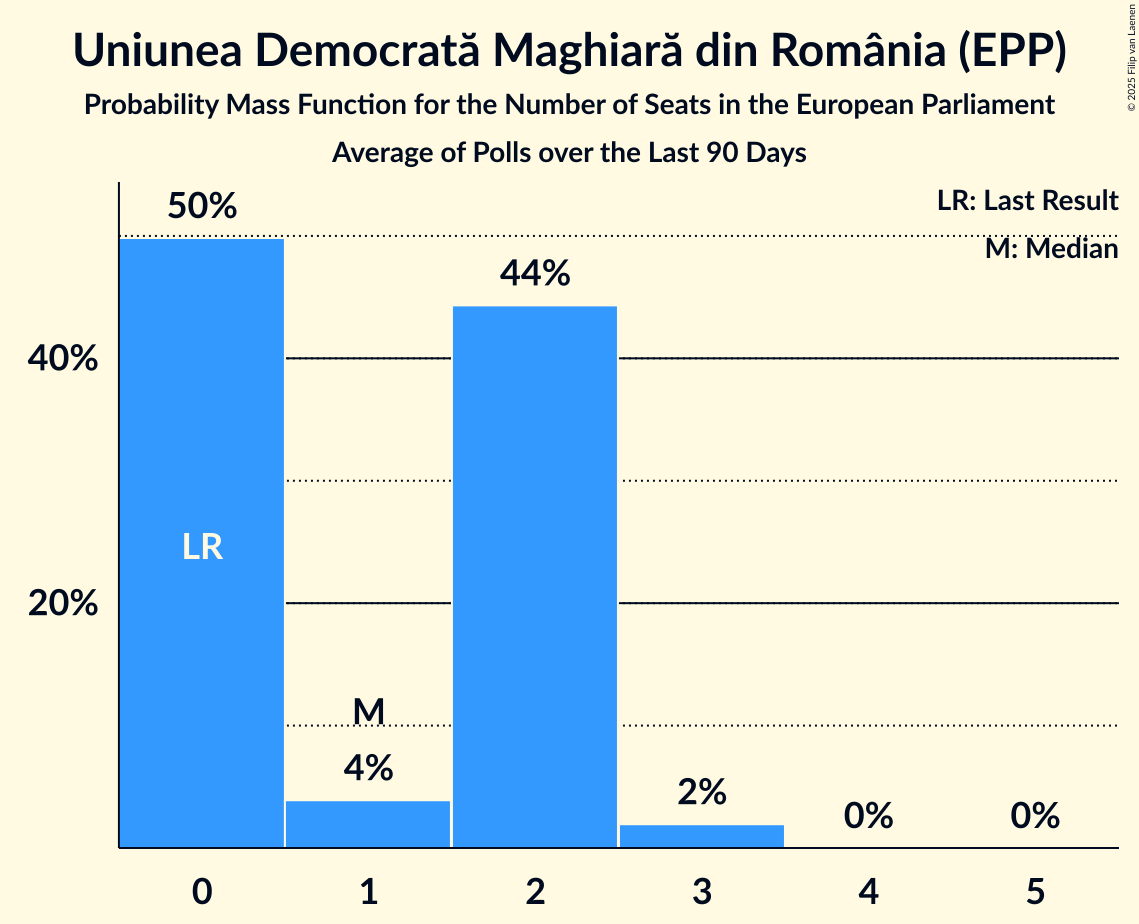 Uniunea Democrată Maghiară din România (EPP)
Probability Mass Function for the Number of Seats in the European Parliament
Average of Polls over the Last 90 Days
© 2025 Filip van Laenen
LR: Last Result
M: Median
50%
44%
40%
LR
20%
M
4%
2%
0%
0%
0 1 2 3 4 5